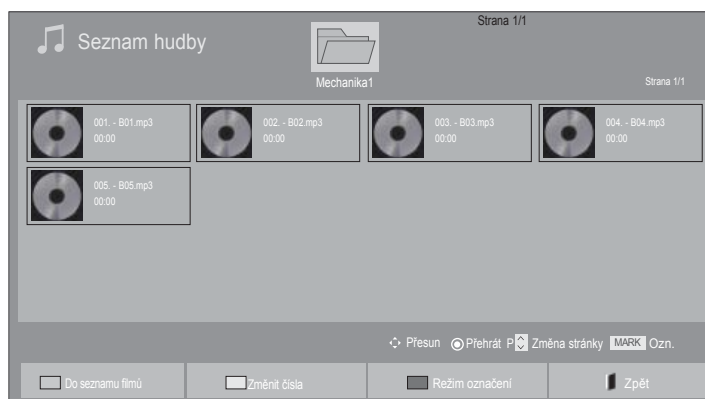 Strana 1/1
Seznam hudby
Mechanika1
Strana 1/1
001. - B01.mp3
00:00
002. - B02.mp3
00:00
003. - B03.mp3
00:00
004. - B04.mp3
00:00
005. - B05.mp3
00:00
Přesun Přehrát P Změna stránky MARK Ozn.
Do seznamu filmů Změnit čísla Režim označení Zpět